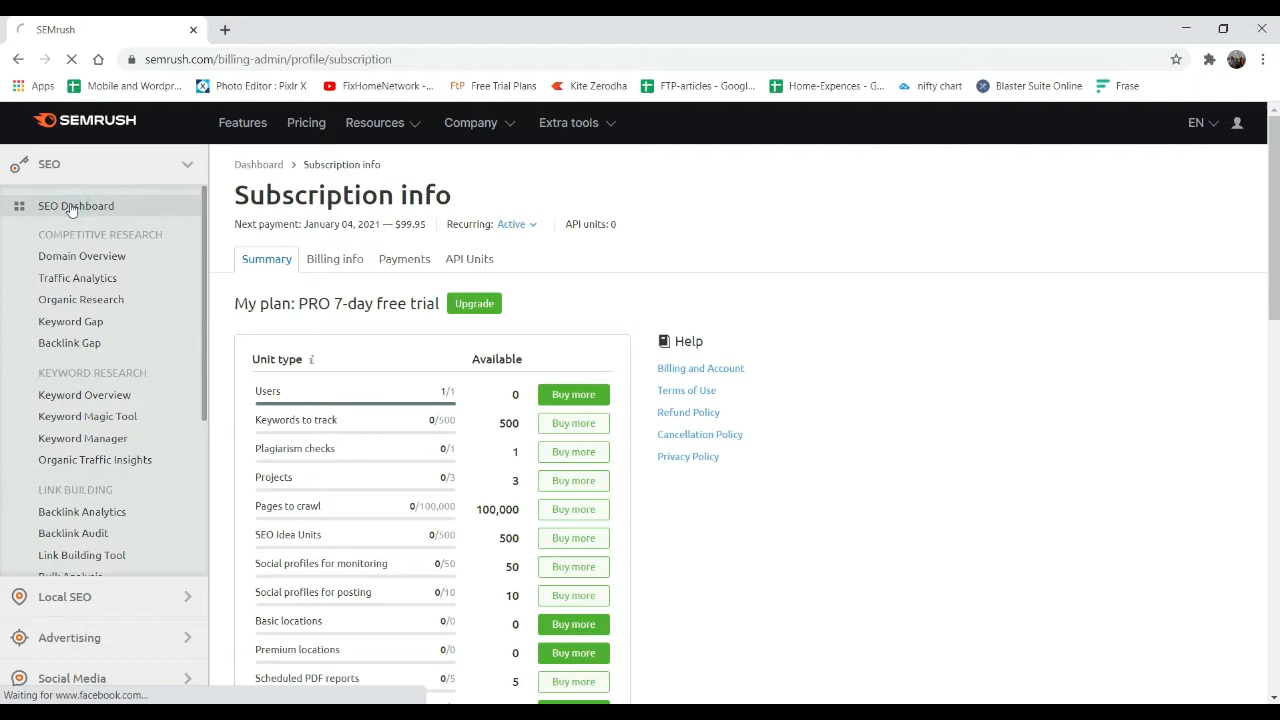 SEMrush
semrush.com/billing-admin/profile/subscription
Apps Mobile and Wordpr... Photo Editor : Pixlr X FixHomeNetwork -... FtP Free Trial Plans Kite Zerodha FTP-articles - Googl... Home-Expences - G... nifty chart Blaster Suite Online Frase
SEMRUSH Features Pricing Resources Company Extra tools EN
SEO
SEO Dashboard
COMPETITIVE RESEARCH
Domain Overview
Traffic Analytics
Organic Research
Keyword Gap
Backlink Gap
KEYWORD RESEARCH
Keyword Overview
Keyword Magic Tool
Keyword Manager
Organic Traffic Insights
LINK BUILDING
Backlink Analytics
Backlink Audit
Link Building Tool
Bulk Analysis
Local SEO
Advertising
Social Media
Waiting for www.facebook.com...
Dashboard > Subscription info
Subscription info
Next payment: January 04, 2021 — $99.95 Recurring: Active API units: 0
Summary Billing info Payments API Units
My plan: PRO 7-day free trial Upgrade
Unit type i Available
Users 1/1 0 Buy more
Keywords to track 0/500 500 Buy more
Plagiarism checks 0/1 1 Buy more
Projects 0/3 3 Buy more
Pages to crawl 0/100,000 100,000 Buy more
SEO Idea Units 0/500 500 Buy more
Social profiles for monitoring 0/50 50 Buy more
Social profiles for posting 0/10 10 Buy more
Basic locations 0/0 0 Buy more
Premium locations 0/0 0 Buy more
Scheduled PDF reports 0/5 5 Buy more
Help
Billing and Account
Terms of Use
Refund Policy
Cancellation Policy
Privacy Policy